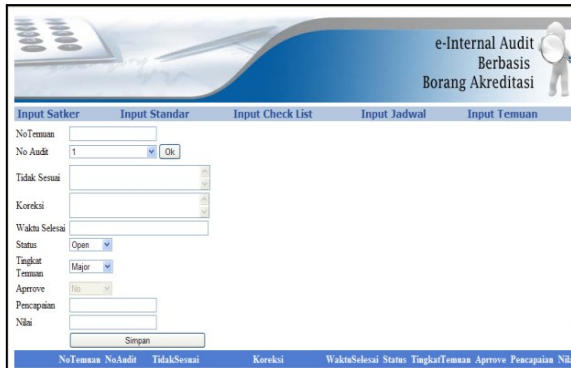 e-Internal Audit
Berbasis
Borang Akreditasi
Input Satker Input Standar Input Check List Input Jadwal Input Temuan
NoTemuan
No Audit 1 Ok
Tidak Sesuai
Koreksi
Waktu Selesai
Status Open
Tingkat
Temuan Major
Aprrove No
Pencapaian
Nilai
Simpan
NoTemuan NoAudit TidakSesuai Koreksi WaktuSelesai Status TingkatTemuan Aprrove Pencapaian